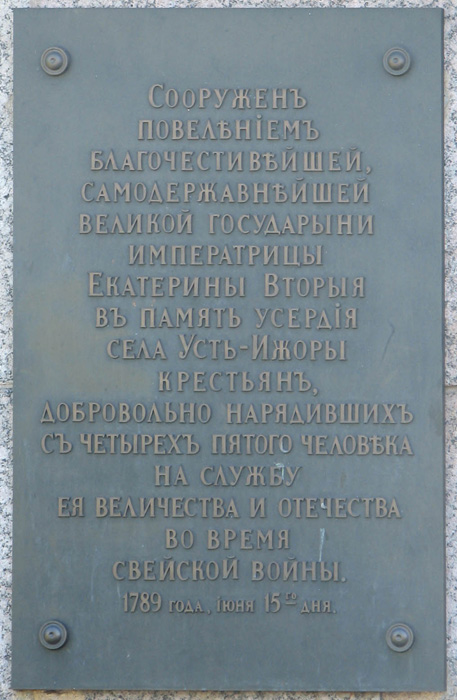 Сооруженъ
повелѣніемъ
благочестивѣйшей,
самодержавнѣйшей
великой государыни
императрицы
Екатерины Вторыя
въ память усердія
села Усть-Ижоры
крестьянъ,
добровольно нарядившихъ
съ четырехъ пятого человѣка
на службу
ея величества и отечества
во время
свейской войны.
1789 года, іюня 15го дня.